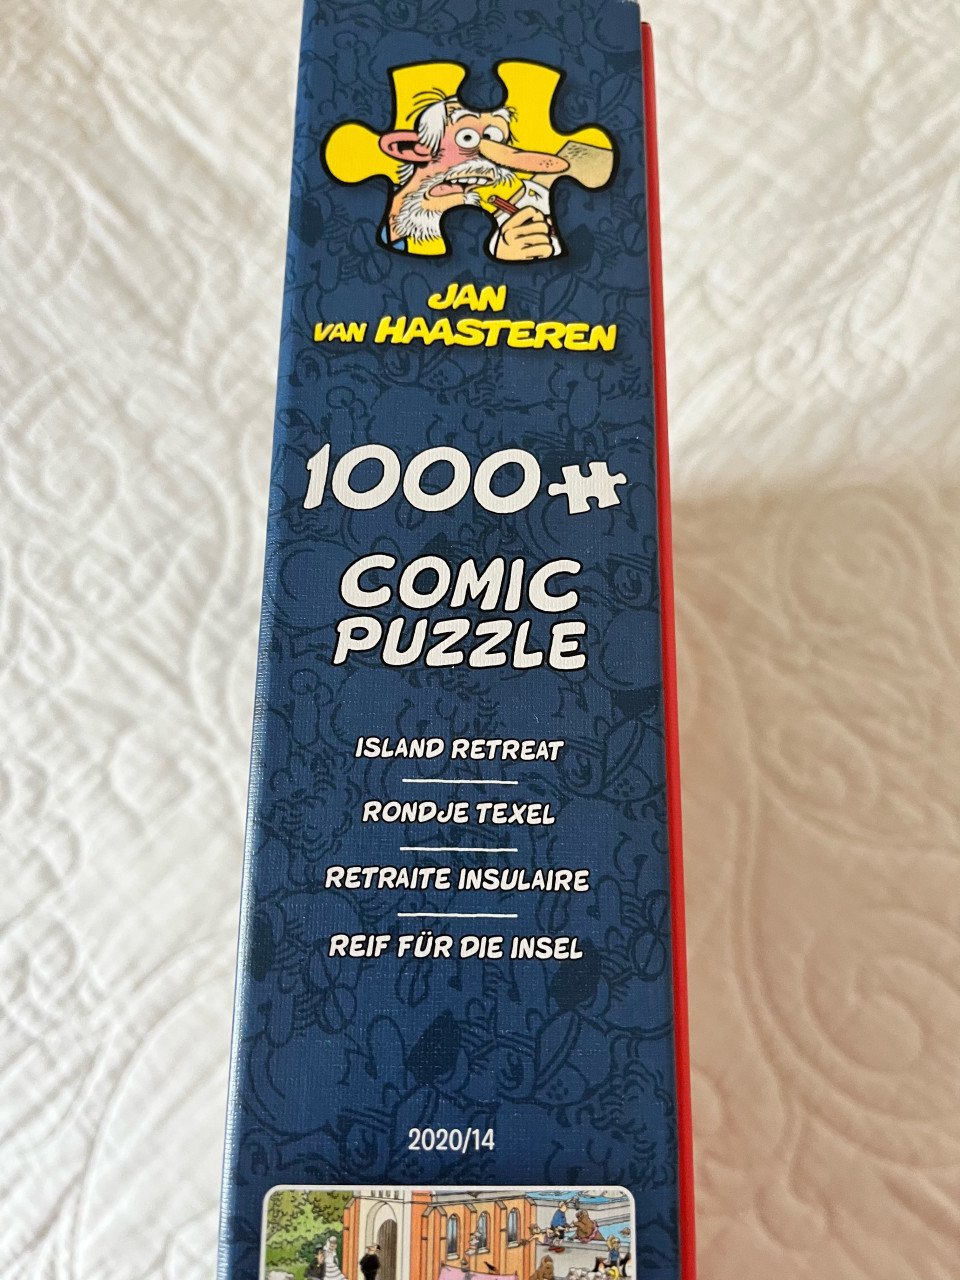 JAN
VAN HAASTEREN
1000
COMIC
PUZZLE
ISLAND RETREAT
RONDJE TEXEL
RETRAITE INSULAIRE
REIF FÜR DIE INSEL
2020/14